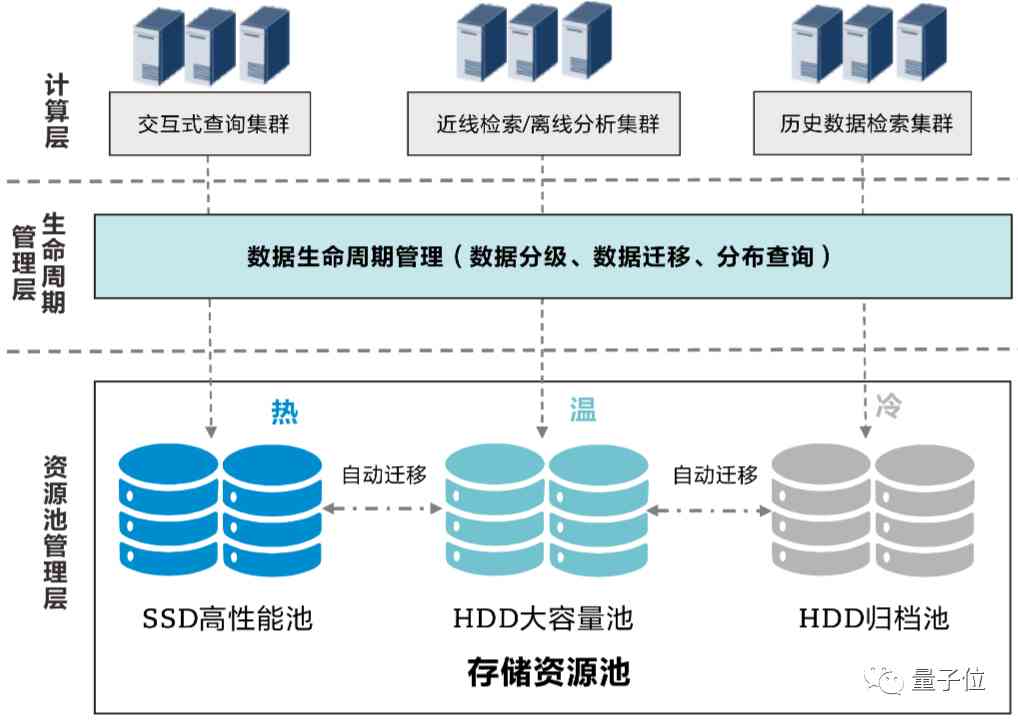 计算层
交互式查询集群
近线检索/离线分析集群
历史数据检索集群
生命周期
管理层
数据生命周期管理（数据分级、数据迁移、分布查询）
资源池管理层
热
温
冷
自动迁移
自动迁移
SSD高性能池
HDD大容量池
HDD归档池
存储资源池
量子位